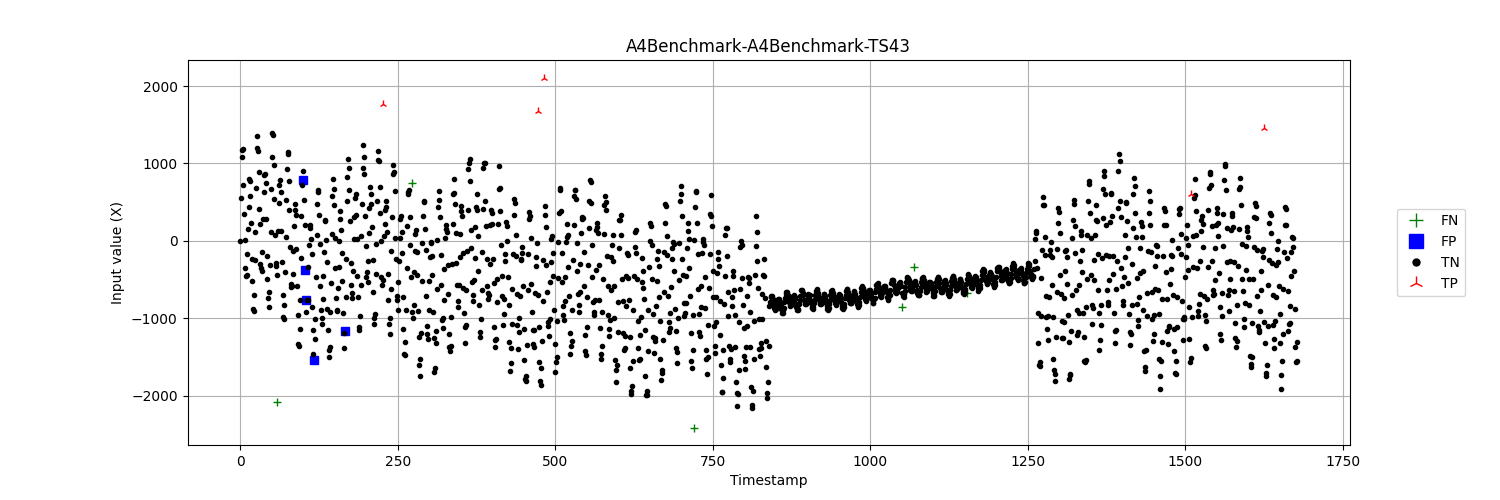 A4Benchmark-A4Benchmark-TS43
2000
1000
0
−1000
−2000
Input value (X)
0 250 500 750 1000 1250 1500 1750
Timestamp
FN
FP
TN
TP